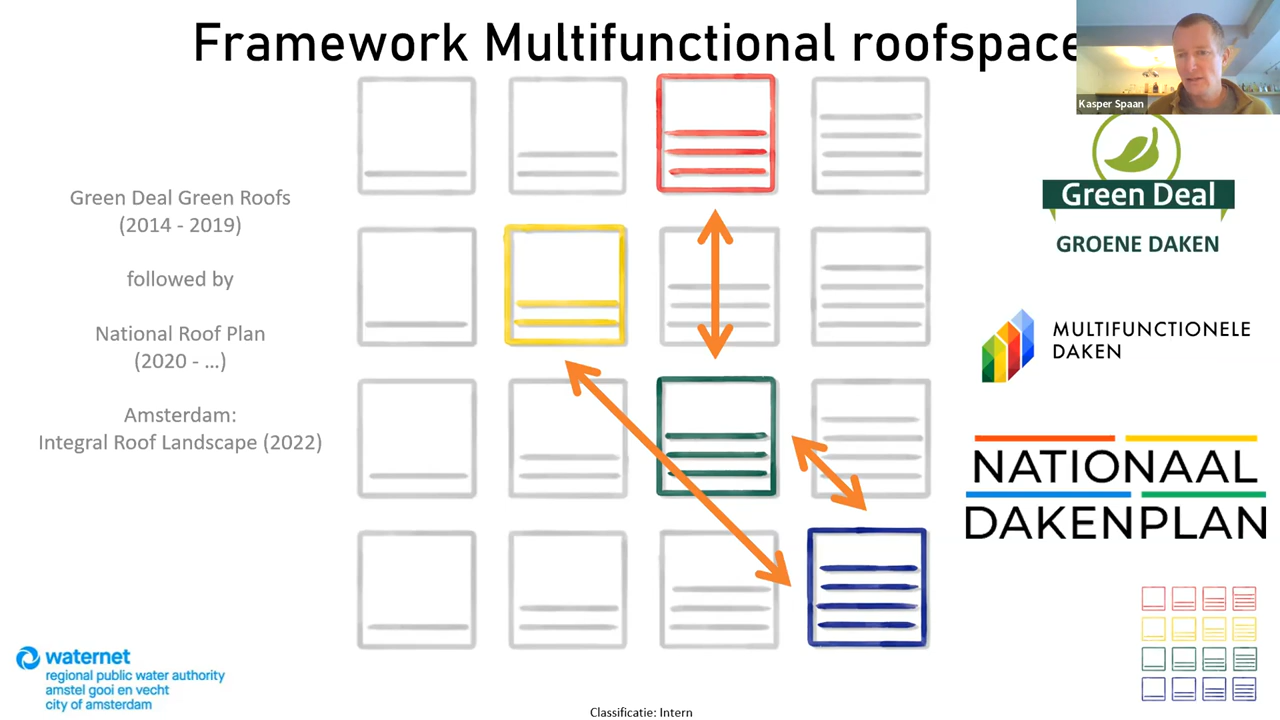 Framework Multifunctional roofspace
Kasper Spaan
Green Deal Green Roofs
(2014 - 2019)
followed by
National Roof Plan
(2020 - ...)
Amsterdam:
Integral Roof Landscape (2022)
Green Deal
GROENE DAKEN
MULTIFUNCTIONELE
DAKEN
NATIONAAL
DAKENPLAN
waternet
regional public water authority
amstel gooi en vecht
city of amsterdam
Classificatie: Intern